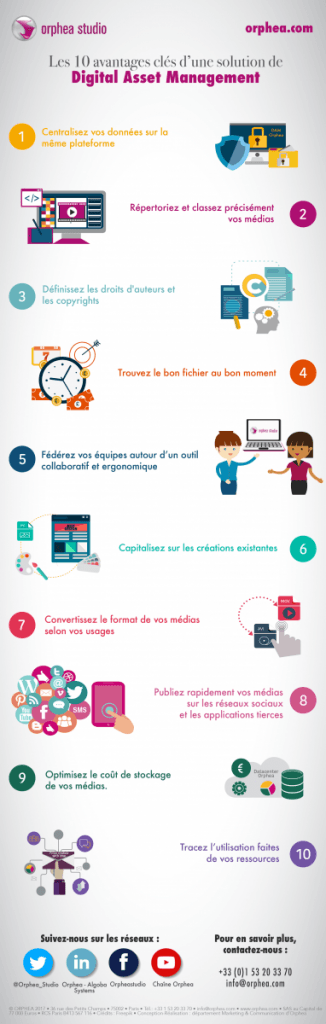 orphea studio
orphea.com
Les 10 avantages clés d'une solution de
Digital Asset Management
1
Centralisez vos données sur la
même plateforme
Répertoriez et classez précisément
vos médias
2
3
Définissez les droits d'auteurs et
les copyrights
Trouvez le bon fichier au bon moment
4
5
Fédérez vos équipes autour d'un outil
collaboratif et ergonomique
Capitalisez sur les créations existantes
6
7
Convertissez le format de vos médias
selon vos usages
SMS
Publiez rapidement vos médias
sur les réseaux sociaux
et les applications tierces
8
9
Optimisez le coût de stockage
de vos médias.
Datacenter
Orphea
Tracez l'utilisation faites
de vos ressources
10
Suivez-nous sur les réseaux :
@Orphea_Studio
Orphea - Algoba
Systems
Orpheastudio
Chaîne Orphea
Pour en savoir plus,
contactez-nous :
+33 (0)1 53 20 33 70
info@orphea.com